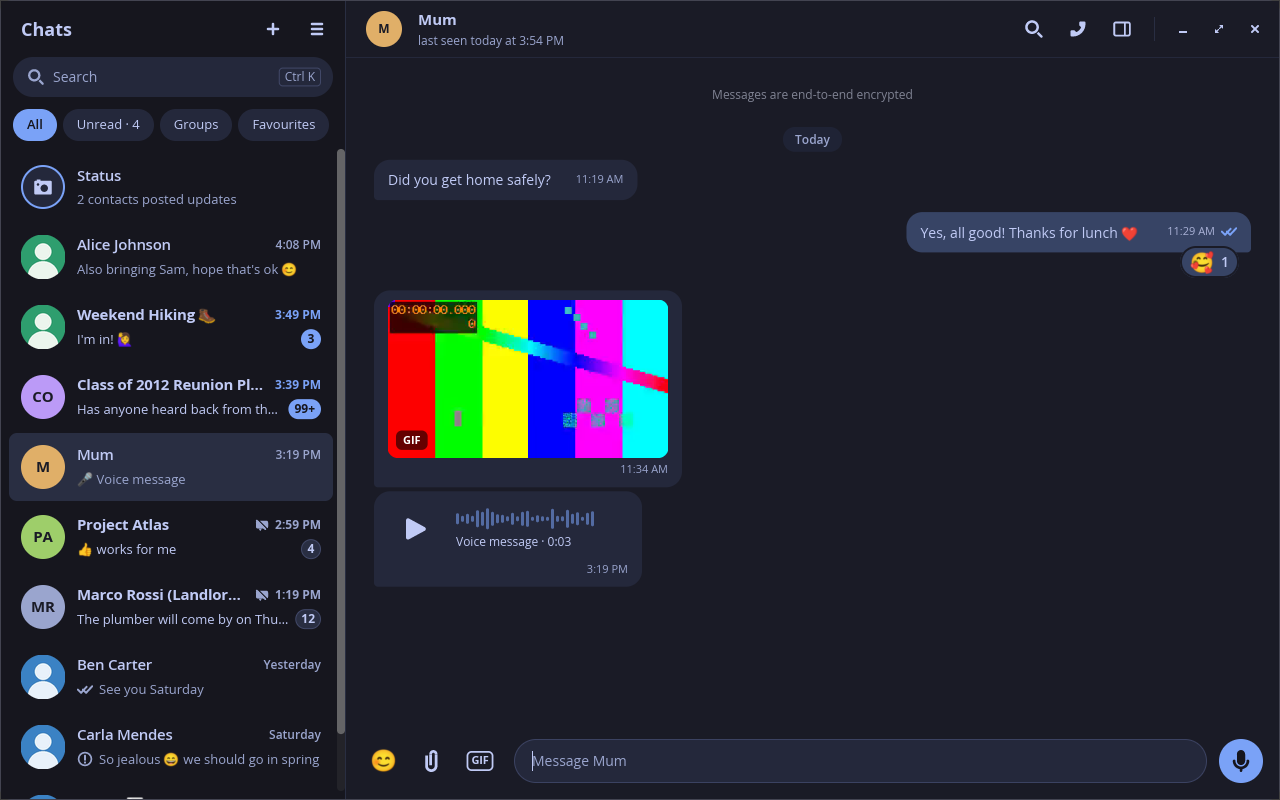 Chats
Search
Ctrl K
All
Unread · 4
Groups
Favourites
Status
2 contacts posted updates
Alice Johnson
4:08 PM
Also bringing Sam, hope that's ok 😊
Weekend Hiking 🥾
3:49 PM
I'm in! 🙋‍♀️
3
CO
Class of 2012 Reunion Pl...
3:39 PM
Has anyone heard back from th...
99+
M
Mum
3:19 PM
🎤 Voice message
PA
Project Atlas
2:59 PM
👍 works for me
4
MR
Marco Rossi (Landlor...
1:19 PM
The plumber will come by on Thu...
12
Ben Carter
Yesterday
See you Saturday
Carla Mendes
Saturday
So jealous 😄 we should go in spring
M
Mum
last seen today at 3:54 PM
Messages are end-to-end encrypted
Today
Did you get home safely?
11:19 AM
Yes, all good! Thanks for lunch ❤️
11:29 AM
🥰 1
00:00:00.000
0
GIF
11:34 AM
Voice message · 0:03
3:19 PM
GIF
Message Mum